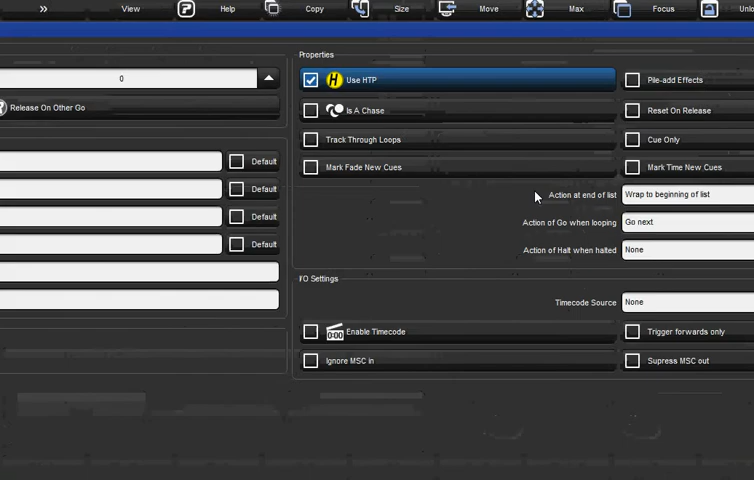 » View Help Copy Size Move Max Focus
Properties
0
Use HTP
Pile-add Effects
Release On Other Go
Is A Chase
Reset On Release
Track Through Loops
Cue Only
Default
Mark Fade New Cues
Mark Time New Cues
Default
Action at end of list
Wrap to beginning of list
Default
Action of Go when looping
Go next
Default
Action of Halt when halted
None
I/O Settings
Timecode Source
None
0:00
Enable Timecode
Trigger forwards only
Ignore MSC in
Supress MSC out